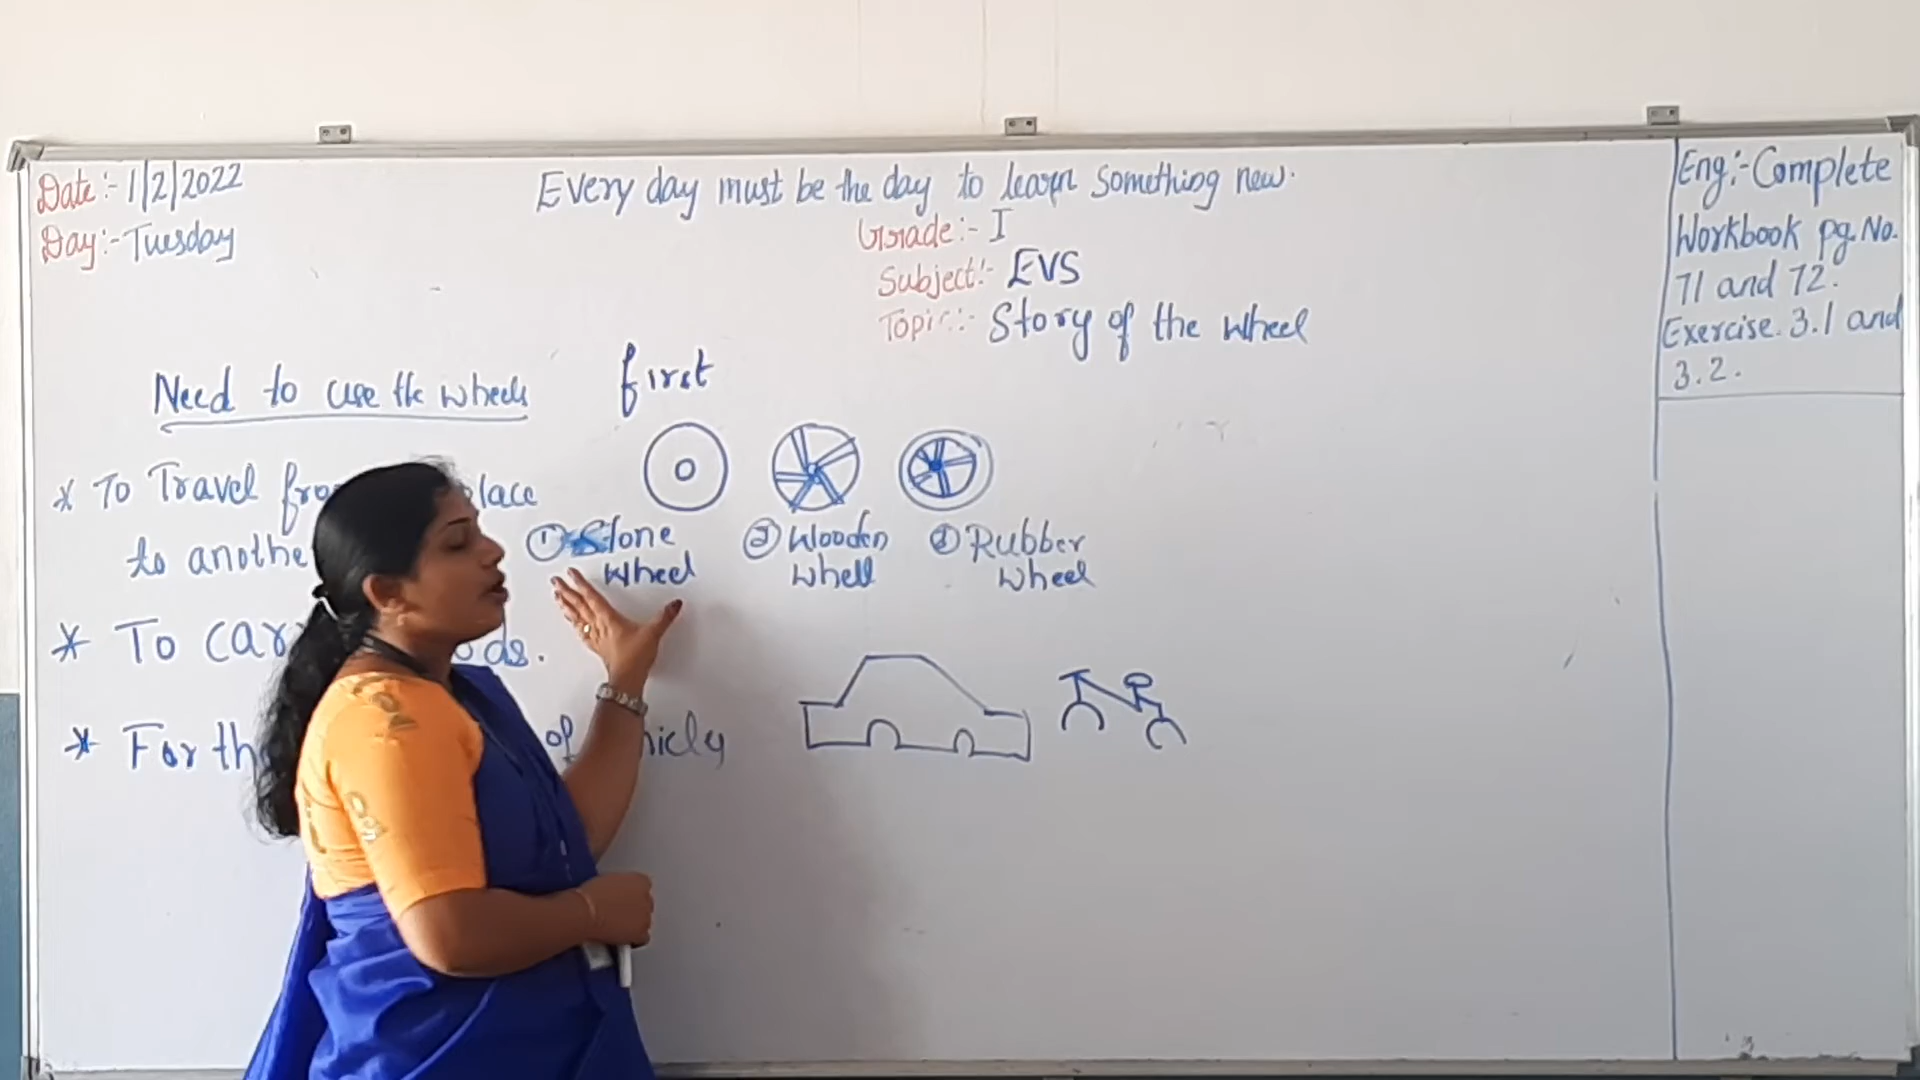 Date:- 1/2/2022
Day:- Tuesday
Every day must be the day to learn something new.
Grade:- I
Subject:- EVS
Topic:- Story of the wheel
Need to use the wheels
* To Travel place
to
* To
* For of
first
① Stone
wheel
② Wooden
whell
③ Rubber
wheel
Eng:- Complete
Workbook pg. No.
71 and 72.
Exercise. 3.1 and
3.2.